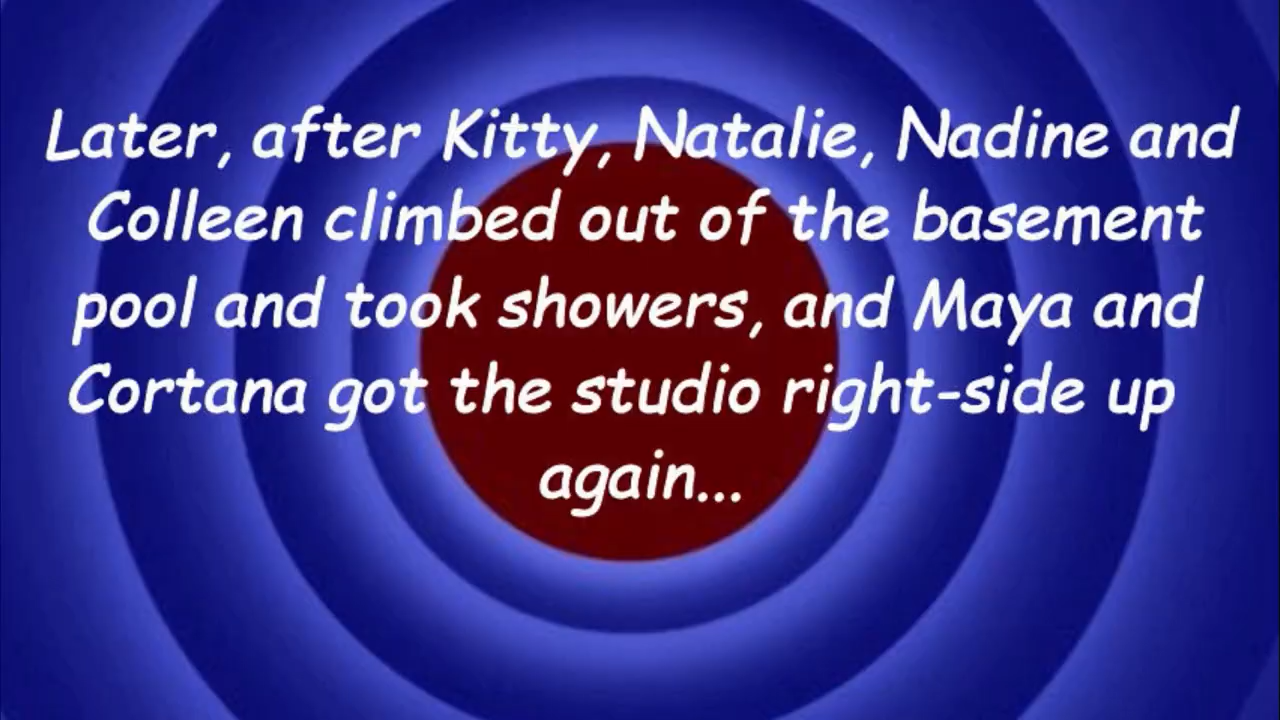 Later, after Kitty, Natalie, Nadine and
Colleen climbed out of the basement
pool and took showers, and Maya and
Cortana got the studio right-side up
again...